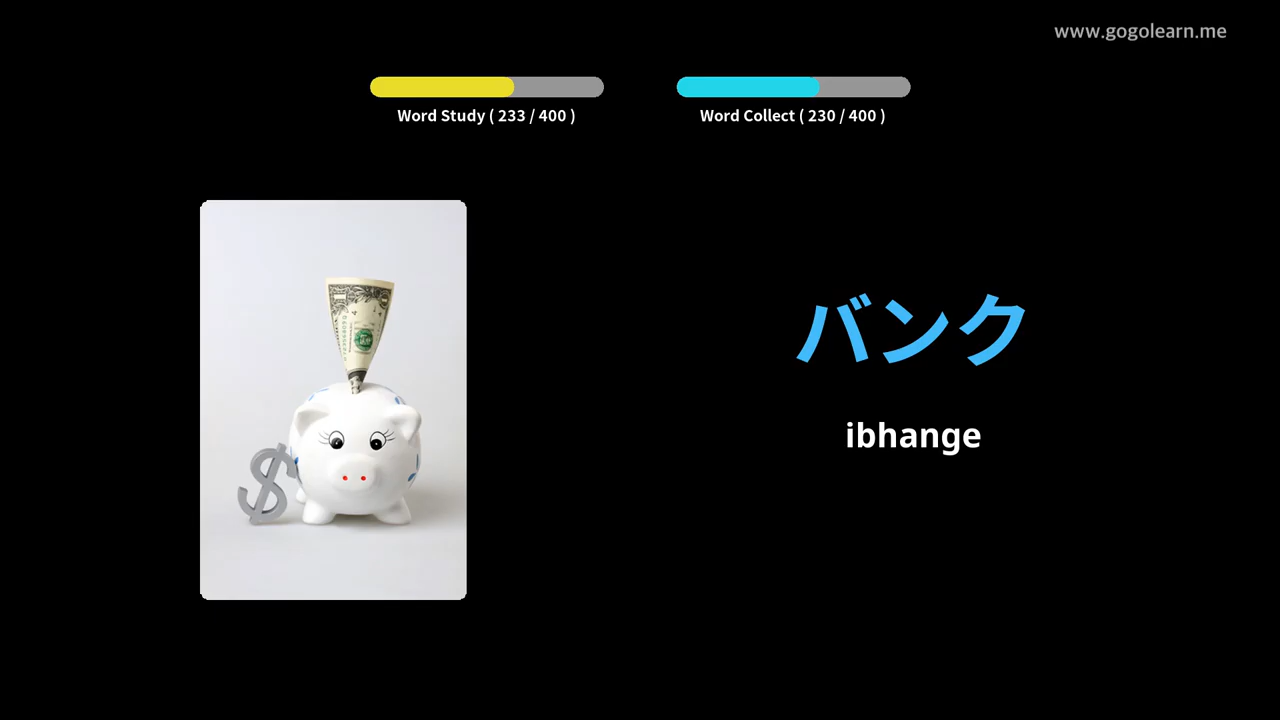 www.gogolearn.me
Word Study ( 233 / 400 )
Word Collect ( 230 / 400 )
バンク
ibhange
$